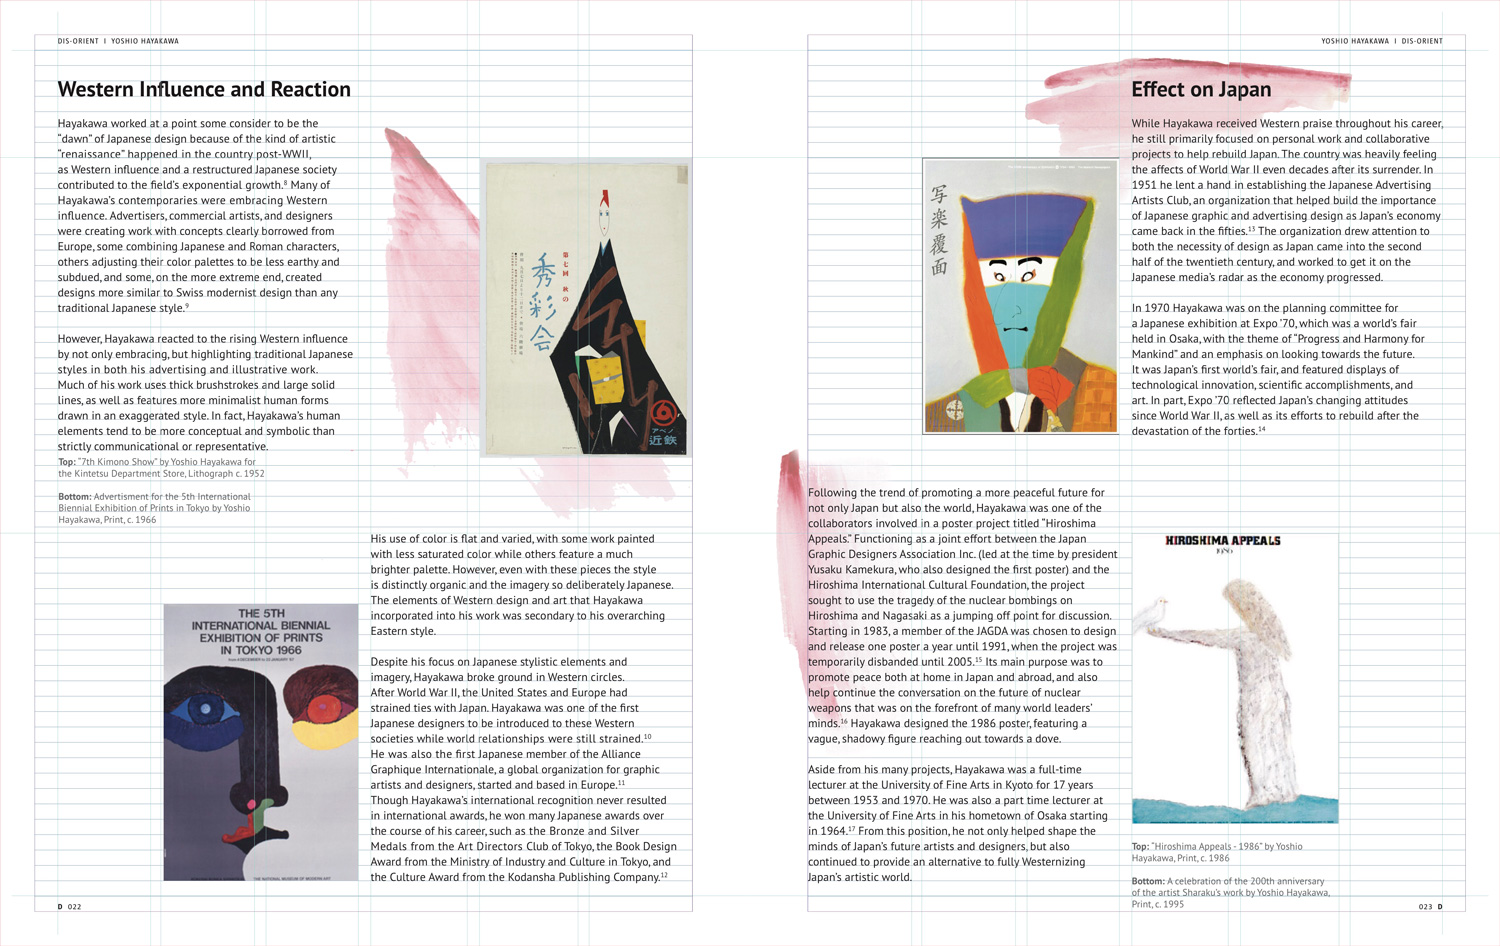 DIS-ORIENT | YOSHIO HAYAKAWA
Western Influence and Reaction
Hayakawa worked at a point some consider to be the
“dawn” of Japanese design because of the kind of artistic
“renaissance” happened in the country post-WWII,
as Western influence and a restructured Japanese society
contributed to the field's exponential growth.⁸ Many of
Hayakawa's contemporaries were embracing Western
influence. Advertisers, commercial artists, and designers
were creating work with concepts clearly borrowed from
Europe, some combining Japanese and Roman characters,
others adjusting their color palettes to be less earthy and
subdued, and some, on the more extreme end, created
designs more similar to Swiss modernist design than any
traditional Japanese style.⁹
However, Hayakawa reacted to the rising Western influence
by not only embracing, but highlighting traditional Japanese
styles in both his advertising and illustrative work.
Much of his work uses thick brushstrokes and large solid
lines, as well as features more minimalist human forms
drawn in an exaggerated style. In fact, Hayakawa's human
elements tend to be more conceptual and symbolic than
strictly communicational or representative.
Top: “7th Kimono Show” by Yoshio Hayakawa for
the Kintetsu Department Store, Lithograph c. 1952
Bottom: Advertisment for the 5th International
Biennial Exhibition of Prints in Tokyo by Yoshio
Hayakawa, Print, c. 1966
第七回 秋の
秀彩会
アベノ
近鉄
THE 5TH
INTERNATIONAL BIENNIAL
EXHIBITION OF PRINTS
IN TOKYO 1966
His use of color is flat and varied, with some work painted
with less saturated color while others feature a much
brighter palette. However, even with these pieces the style
is distinctly organic and the imagery so deliberately Japanese.
The elements of Western design and art that Hayakawa
incorporated into his work was secondary to his overarching
Eastern style.
Despite his focus on Japanese stylistic elements and
imagery, Hayakawa broke ground in Western circles.
After World War II, the United States and Europe had
strained ties with Japan. Hayakawa was one of the first
Japanese designers to be introduced to these Western
societies while world relationships were still strained.¹⁰
He was also the first Japanese member of the Alliance
Graphique Internationale, a global organization for graphic
artists and designers, started and based in Europe.¹¹
Though Hayakawa's international recognition never resulted
in international awards, he won many Japanese awards over
the course of his career, such as the Bronze and Silver
Medals from the Art Directors Club of Tokyo, the Book Design
Award from the Ministry of Industry and Culture in Tokyo, and
the Culture Award from the Kodansha Publishing Company.¹²
D 022
YOSHIO HAYAKAWA | DIS-ORIENT
Effect on Japan
While Hayakawa received Western praise throughout his career,
he still primarily focused on personal work and collaborative
projects to help rebuild Japan. The country was heavily feeling
the affects of World War II even decades after its surrender. In
1951 he lent a hand in establishing the Japanese Advertising
Artists Club, an organization that helped build the importance
of Japanese graphic and advertising design as Japan's economy
came back in the fifties.¹³ The organization drew attention to
both the necessity of design as Japan came into the second
half of the twentieth century, and worked to get it on the
Japanese media's radar as the economy progressed.
In 1970 Hayakawa was on the planning committee for
a Japanese exhibition at Expo '70, which was a world's fair
held in Osaka, with the theme of “Progress and Harmony for
Mankind” and an emphasis on looking towards the future.
It was Japan's first world's fair, and featured displays of
technological innovation, scientific accomplishments, and
art. In part, Expo '70 reflected Japan's changing attitudes
since World War II, as well as its efforts to rebuild after the
devastation of the forties.¹⁴
写楽覆面
Following the trend of promoting a more peaceful future for
not only Japan but also the world, Hayakawa was one of the
collaborators involved in a poster project titled “Hiroshima
Appeals.” Functioning as a joint effort between the Japan
Graphic Designers Association Inc. (led at the time by president
Yusaku Kamekura, who also designed the first poster) and the
Hiroshima International Cultural Foundation, the project
sought to use the tragedy of the nuclear bombings on
Hiroshima and Nagasaki as a jumping off point for discussion.
Starting in 1983, a member of the JAGDA was chosen to design
and release one poster a year until 1991, when the project was
temporarily disbanded until 2005.¹⁵ Its main purpose was to
promote peace both at home in Japan and abroad, and also
help continue the conversation on the future of nuclear
weapons that was on the forefront of many world leaders'
minds.¹⁶ Hayakawa designed the 1986 poster, featuring a
vague, shadowy figure reaching out towards a dove.
Aside from his many projects, Hayakawa was a full-time
lecturer at the University of Fine Arts in Kyoto for 17 years
between 1953 and 1970. He was also a part time lecturer at
the University of Fine Arts in his hometown of Osaka starting
in 1964.¹⁷ From this position, he not only helped shape the
minds of Japan's future artists and designers, but also
continued to provide an alternative to fully Westernizing
Japan's artistic world.
HIROSHIMA APPEALS
1986
Top: “Hiroshima Appeals - 1986” by Yoshio
Hayakawa, Print, c. 1986
Bottom: A celebration of the 200th anniversary
of the artist Sharaku's work by Yoshio Hayakawa,
Print, c. 1995
023 D